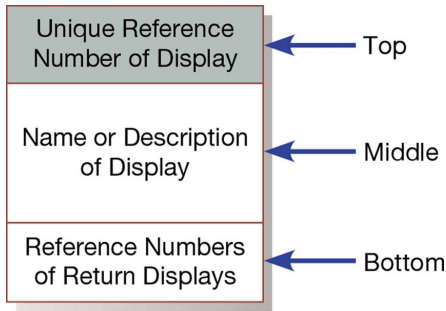 Unique Reference
Number of Display
Top
Name or Description
of Display
Middle
Reference Numbers
of Return Displays
Bottom